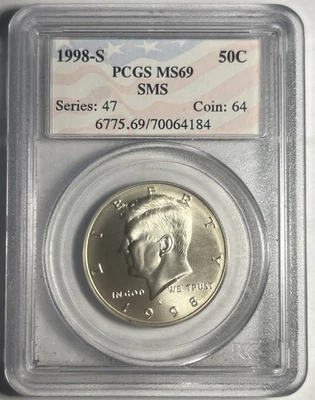 1998-S 50C
PCGS MS69
SMS
Series: 47 Coin: 64
6775.69/70064184
LIBERTY
IN GOD WE TRUST
1998